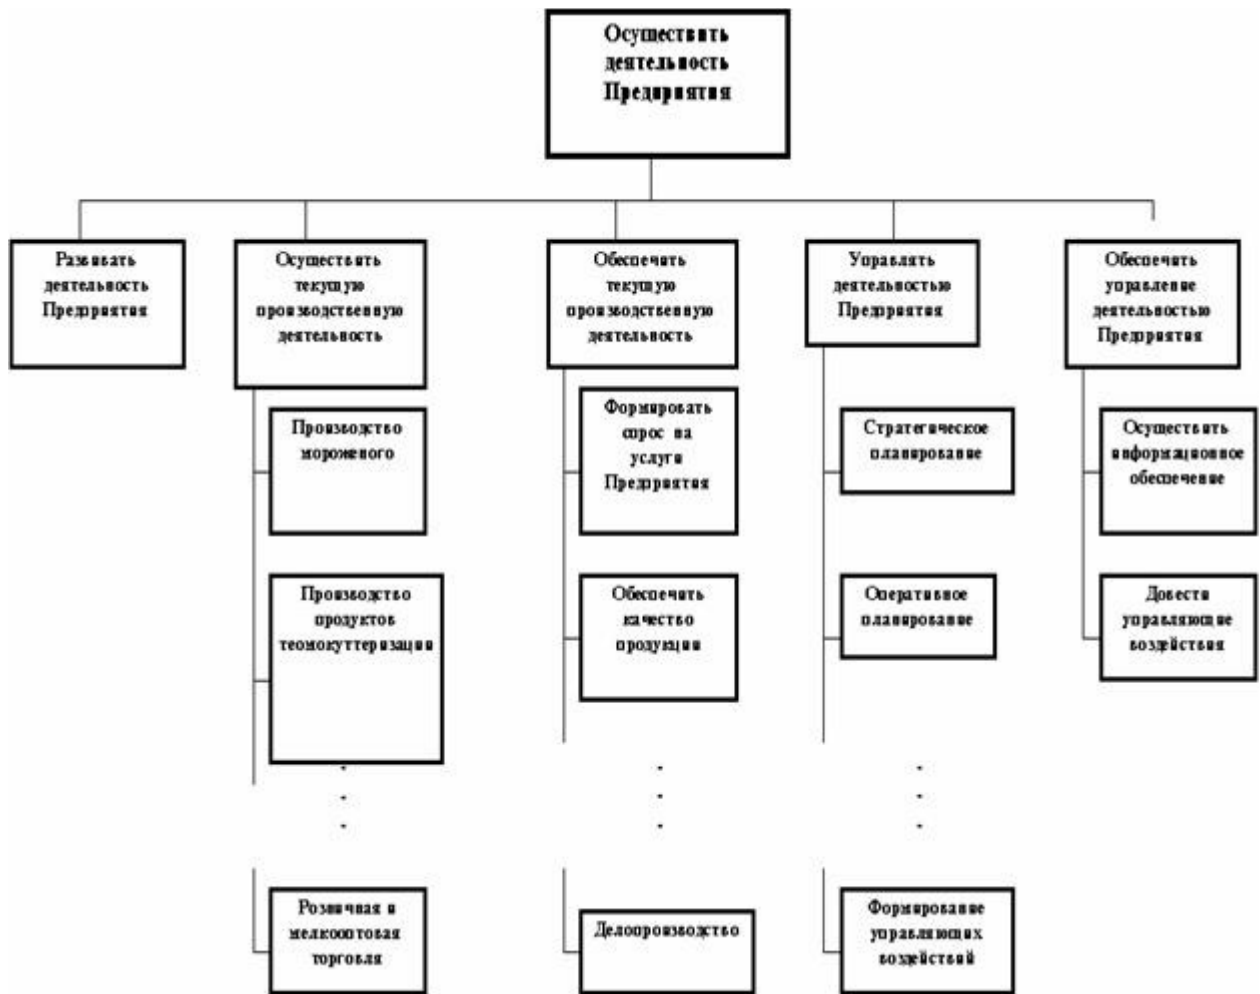 Осуществить
деятельность
Предприятия
Развивать
деятельность
Предприятия
Осуществить
текущую
производственную
деятельность
Обеспечить
текущую
производственную
деятельность
Управлять
деятельностью
Предприятия
Обеспечить
управление
деятельностью
Предприятия
Производство
мороженого
Формировать
спрос на
услуги
Предприятия
Стратегическое
планирование
Осуществить
информационное
обеспечение
Производство
продуктов
теомокуттеризации
Обеспечить
качество
продукции
Оперативное
планирование
Довести
управляющие
воздействия
Розничная и
мелкооптовая
торговля
Делопроизводство
Формирование
управляющих
воздействий